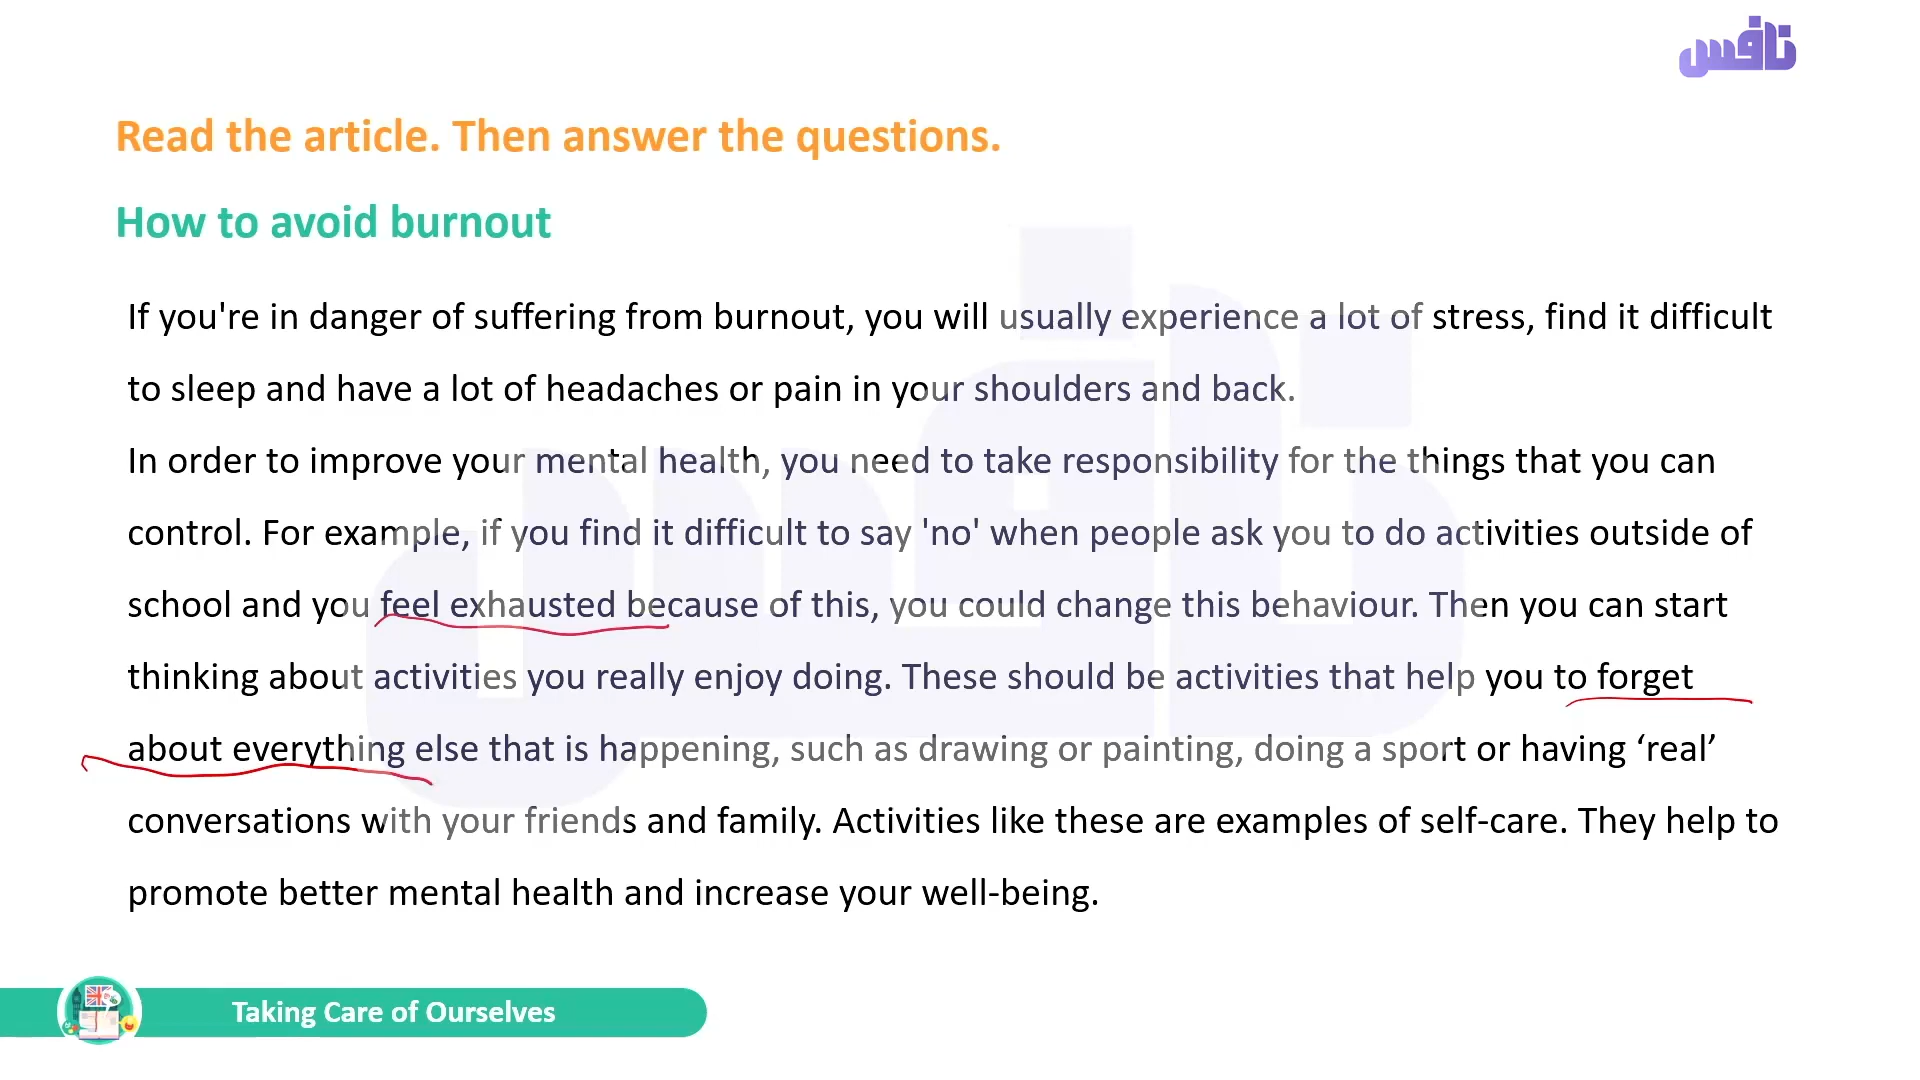 نافس
Read the article. Then answer the questions.
How to avoid burnout
If you're in danger of suffering from burnout, you will usually experience a lot of stress, find it difficult
to sleep and have a lot of headaches or pain in your shoulders and back.
In order to improve your mental health, you need to take responsibility for the things that you can
control. For example, if you find it difficult to say 'no' when people ask you to do activities outside of
school and you feel exhausted because of this, you could change this behaviour. Then you can start
thinking about activities you really enjoy doing. These should be activities that help you to forget
about everything else that is happening, such as drawing or painting, doing a sport or having ‘real’
conversations with your friends and family. Activities like these are examples of self-care. They help to
promote better mental health and increase your well-being.
Taking Care of Ourselves